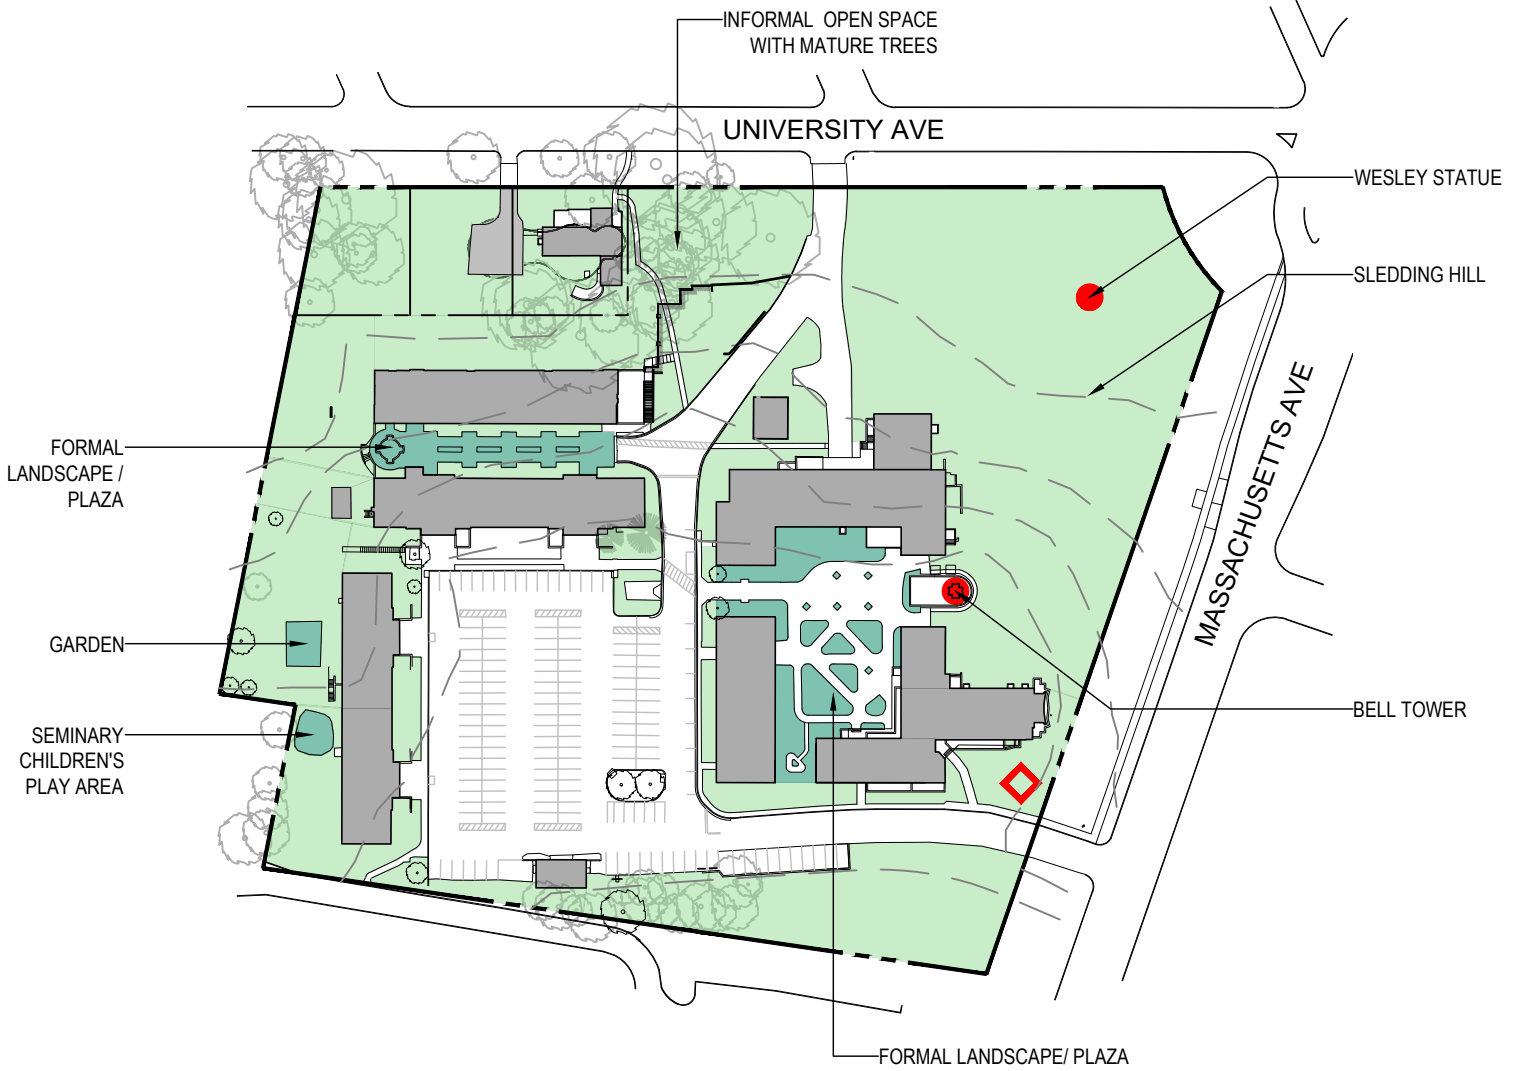 INFORMAL OPEN SPACE
WITH MATURE TREES
UNIVERSITY AVE
WESLEY STATUE
SLEDDING HILL
MASSACHUSETTS AVE
FORMAL
LANDSCAPE /
PLAZA
GARDEN
SEMINARY
CHILDREN'S
PLAY AREA
BELL TOWER
FORMAL LANDSCAPE/ PLAZA